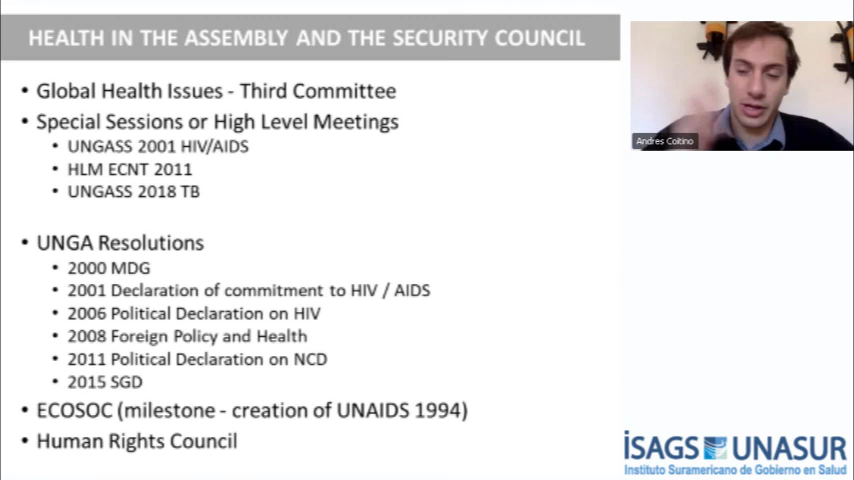 HEALTH IN THE ASSEMBLY AND THE SECURITY COUNCIL
• Global Health Issues - Third Committee
• Special Sessions or High Level Meetings
• UNGASS 2001 HIV/AIDS
• HLM ECNT 2011
• UNGASS 2018 TB
• UNGA Resolutions
• 2000 MDG
• 2001 Declaration of commitment to HIV / AIDS
• 2006 Political Declaration on HIV
• 2008 Foreign Policy and Health
• 2011 Political Declaration on NCD
• 2015 SGD
• ECOSOC (milestone - creation of UNAIDS 1994)
• Human Rights Council
Andres Coitino
iSAGS UNASUR
Instituto Suramericano de Gobierno en Salud